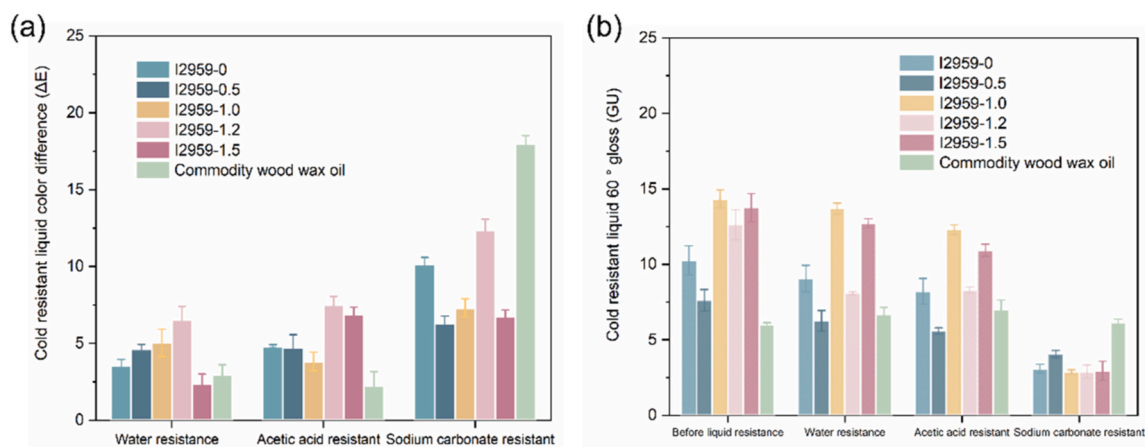 (a)
Cold resistant liquid color difference (ΔE)
25
20
15
10
5
0
I2959-0
I2959-0.5
I2959-1.0
I2959-1.2
I2959-1.5
Commodity wood wax oil
Water resistance
Acetic acid resistant
Sodium carbonate resistant
(b)
Cold resistant liquid 60 ° gloss (GU)
25
20
15
10
5
0
I2959-0
I2959-0.5
I2959-1.0
I2959-1.2
I2959-1.5
Commodity wood wax oil
Before liquid resistance
Water resistance
Acetic acid resistant
Sodium carbonate resistant